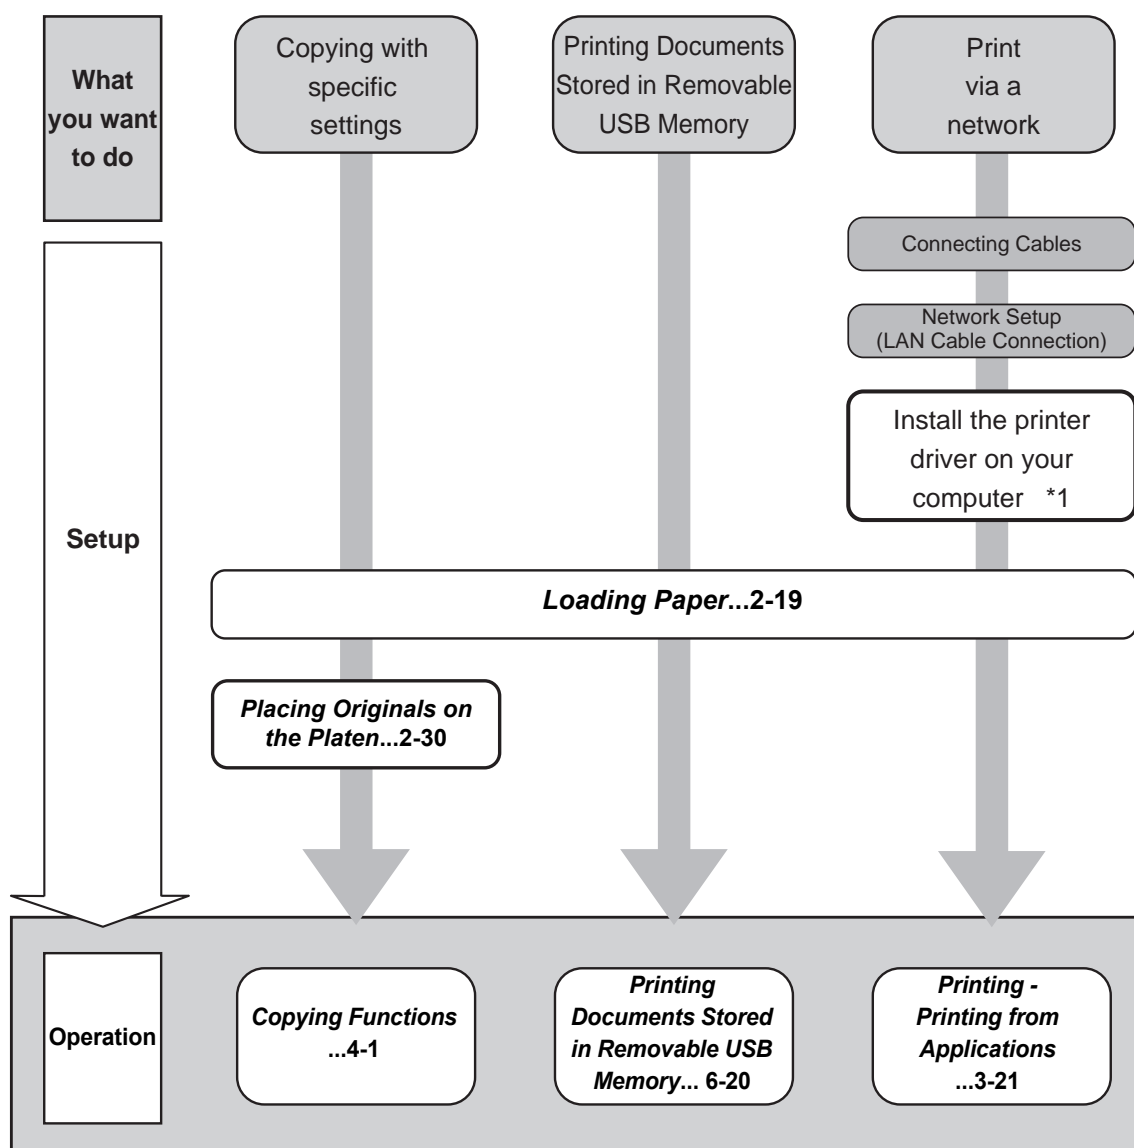 What
you want
to do
Copying with
specific
settings
Printing Documents
Stored in Removable
USB Memory
Print
via a
network
Connecting Cables
Network Setup
(LAN Cable Connection)
Install the printer
driver on your
computer *1
Setup
Loading Paper...2-19
Placing Originals on
the Platen...2-30
Operation
Copying Functions
...4-1
Printing
Documents Stored
in Removable USB
Memory... 6-20
Printing -
Printing from
Applications
...3-21